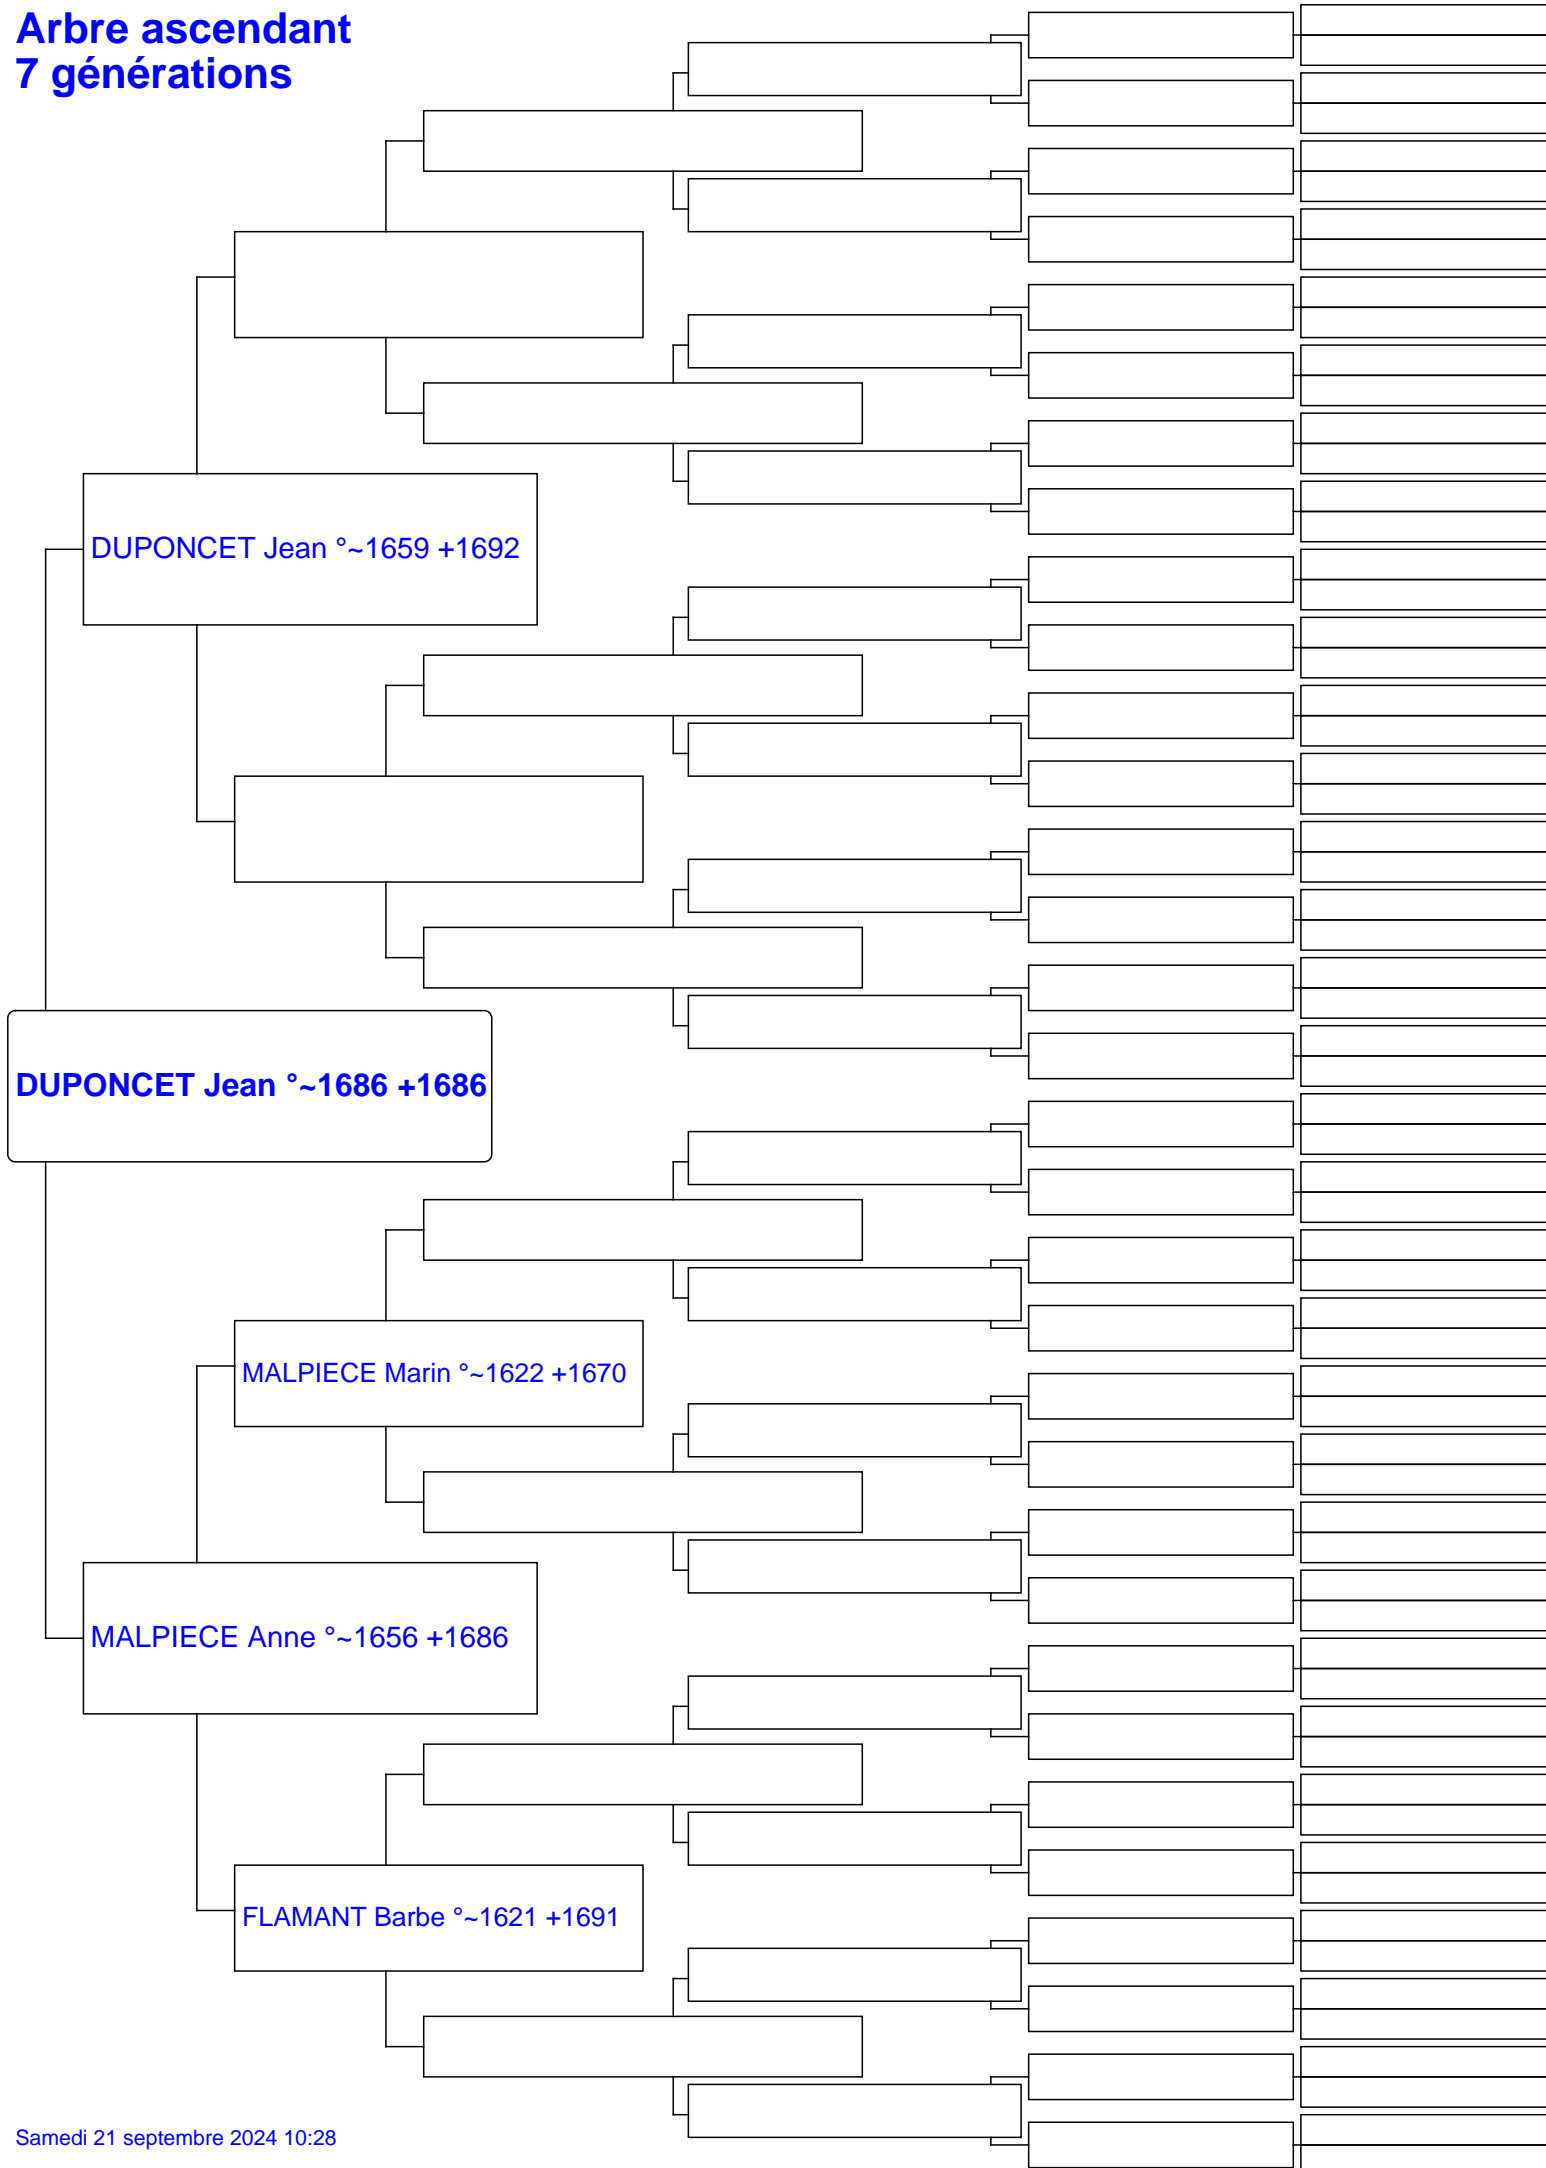 Arbre ascendant
7 générations
DUPONCET Jean °~1659 +1692
DUPONCET Jean °~1686 +1686
MALPIECE Marin °~1622 +1670
MALPIECE Anne °~1656 +1686
FLAMANT Barbe °~1621 +1691
Samedi 21 septembre 2024 10:28